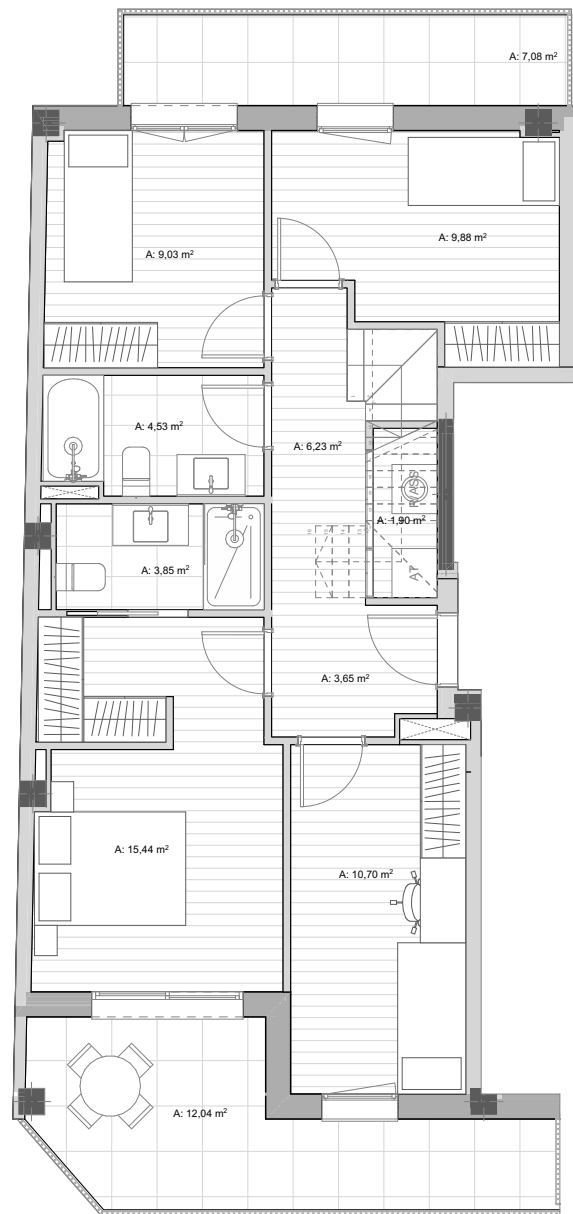 A: 7,08 m²
A: 9,03 m²
A: 9,88 m²
A: 4,53 m²
A: 6,23 m²
A: 1,90 m²
A: 3,85 m²
A: 3,65 m²
A: 15,44 m²
A: 10,70 m²
A: 12,04 m²